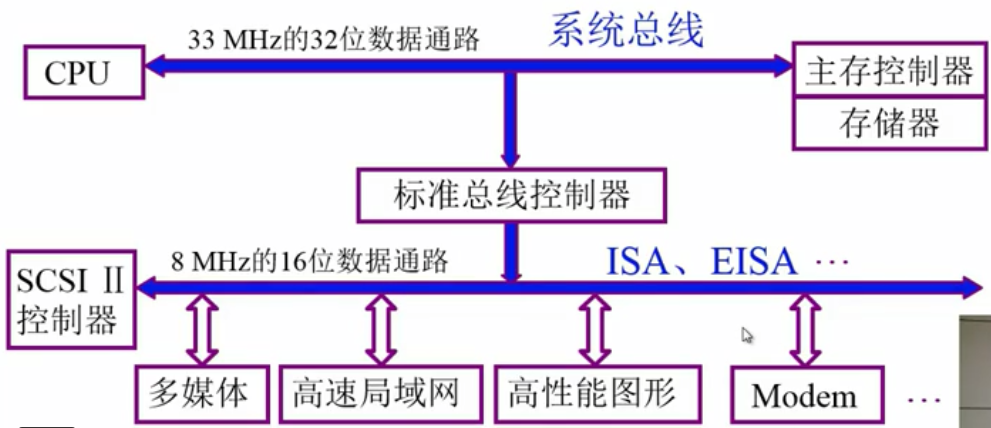 33 MHz的32位数据通路
系统总线
CPU
主存控制器
存储器
标准总线控制器
8 MHz的16位数据通路
ISA、EISA …
SCSI Ⅱ
控制器
多媒体
高速局域网
高性能图形
Modem
…